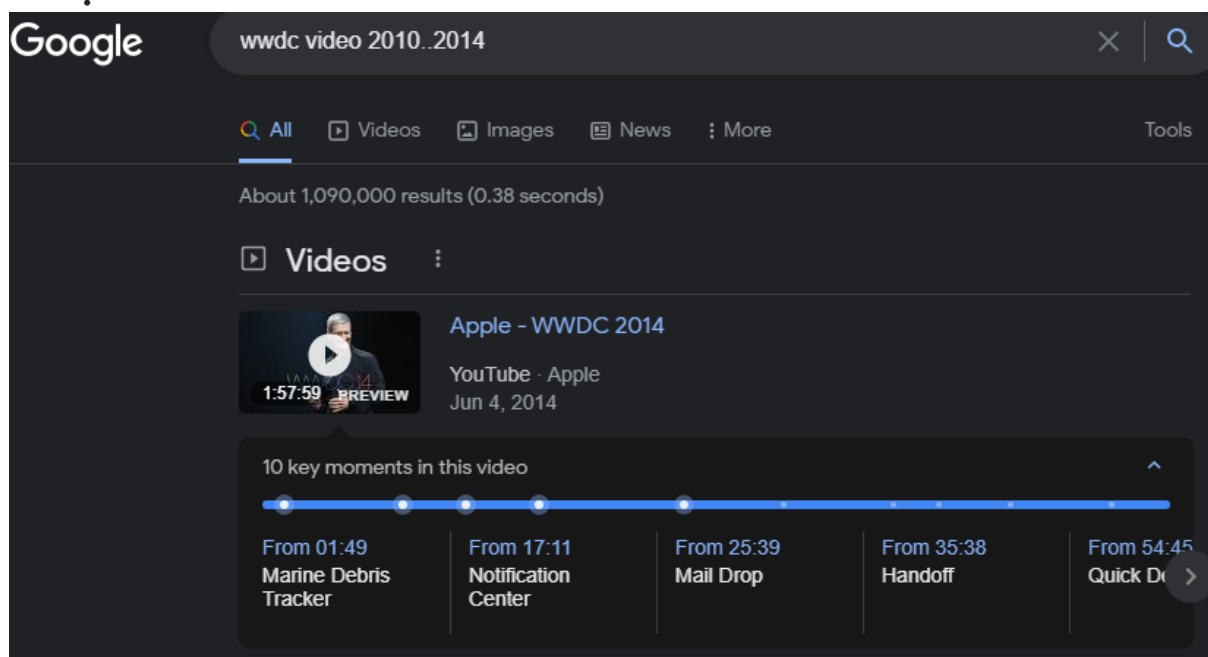 Google
wwdc video 2010..2014
All Videos Images News More Tools
About 1,090,000 results (0.38 seconds)
Videos
Apple - WWDC 2014
YouTube · Apple
Jun 4, 2014
1:57:59 PREVIEW
10 key moments in this video
From 01:49
Marine Debris
Tracker
From 17:11
Notification
Center
From 25:39
Mail Drop
From 35:38
Handoff
From 54:45
Quick